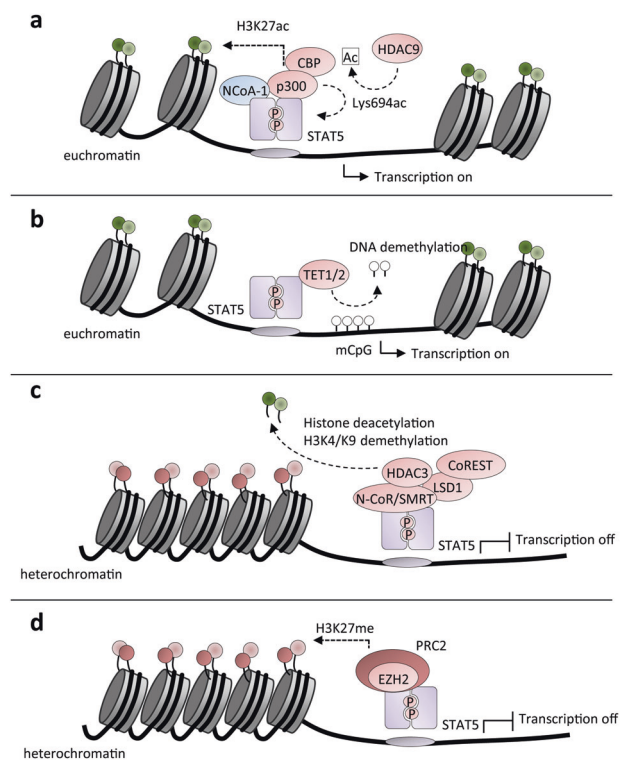 a
H3K27ac
CBP
Ac
HDAC9
NCoA-1
p300
Lys694ac
P
P
STAT5
euchromatin
Transcription on
b
DNA demethylation
TET1/2
P
P
STAT5
euchromatin
mCpG
Transcription on
c
Histone deacetylation
H3K4/K9 demethylation
HDAC3
CoREST
LSD1
N-CoR/SMRT
P
P
STAT5
Transcription off
heterochromatin
d
H3K27me
PRC2
EZH2
P
P
STAT5
Transcription off
heterochromatin